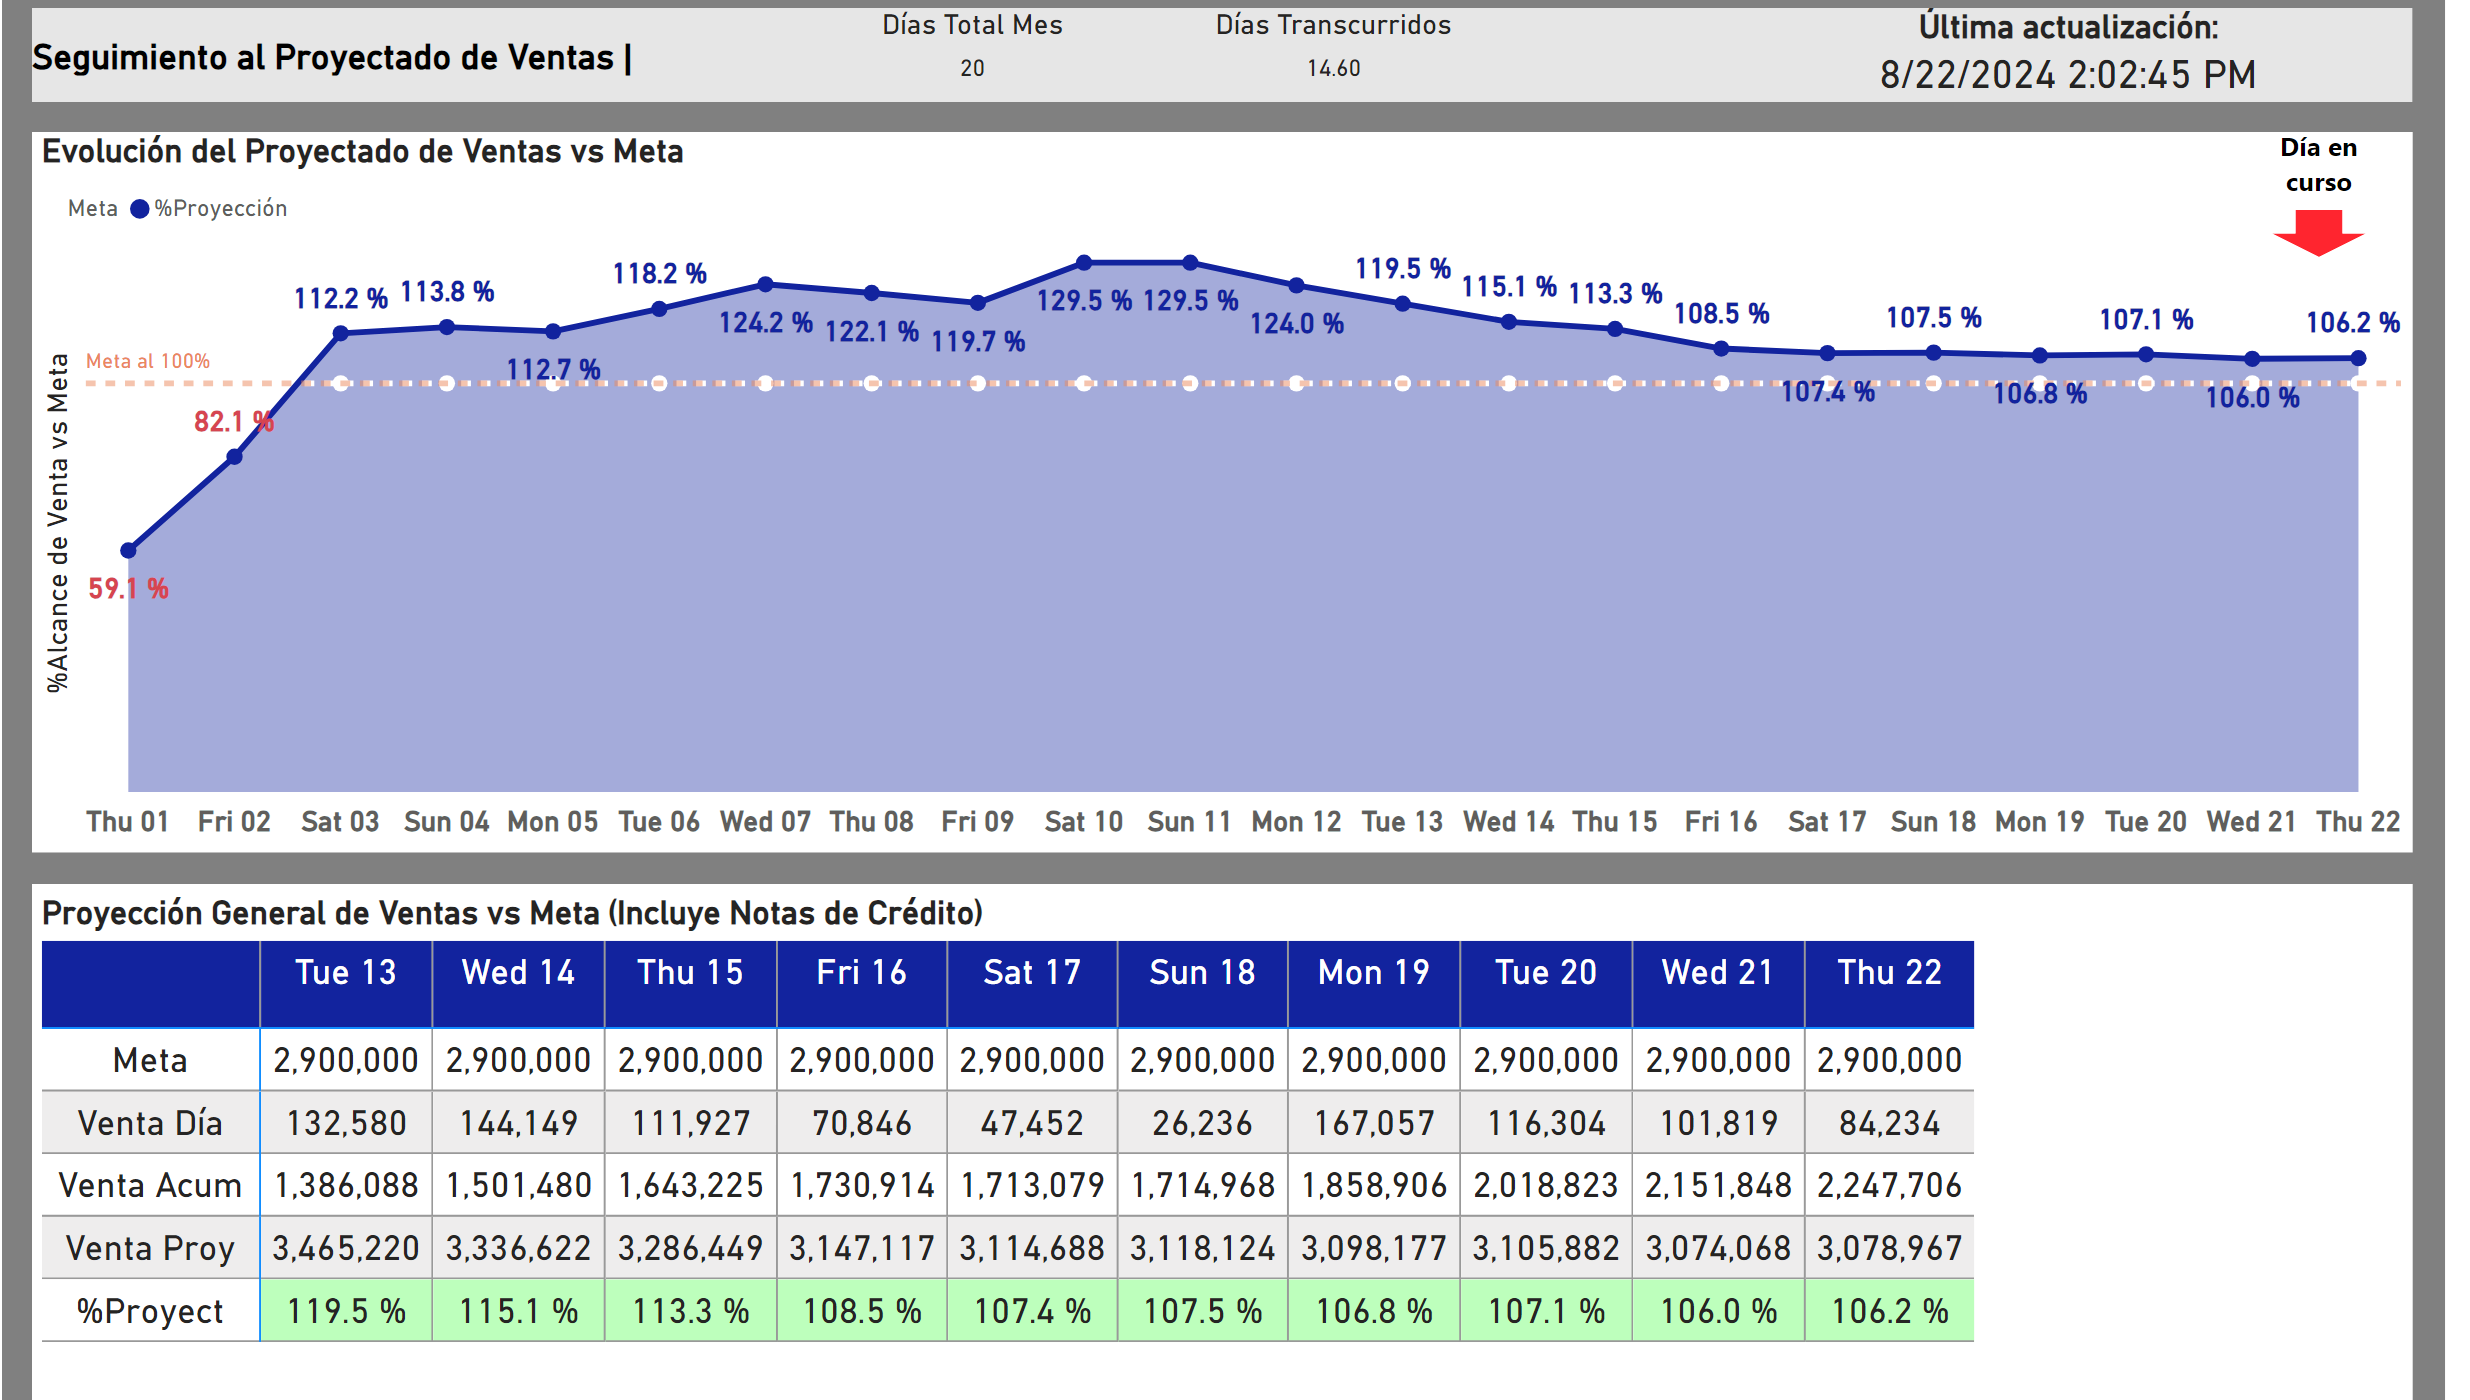 Días Total Mes Días Transcurridos Última actualización:
Seguimiento al Proyectado de Ventas | 20 14.60 8/22/2024 2:02:45 PM
Evolución del Proyectado de Ventas vs Meta
Día en
curso
Meta %Proyección
%Alcance de Venta vs Meta
Meta al 100%
59.1 % 82.1 % 112.2 % 113.8 % 112.7 % 118.2 % 124.2 % 122.1 % 119.7 % 129.5 % 129.5 % 124.0 % 119.5 % 115.1 % 113.3 % 108.5 % 107.4 % 107.5 % 106.8 % 107.1 % 106.0 % 106.2 %
Thu 01 Fri 02 Sat 03 Sun 04 Mon 05 Tue 06 Wed 07 Thu 08 Fri 09 Sat 10 Sun 11 Mon 12 Tue 13 Wed 14 Thu 15 Fri 16 Sat 17 Sun 18 Mon 19 Tue 20 Wed 21 Thu 22
Proyección General de Ventas vs Meta (Incluye Notas de Crédito)
Tue 13 Wed 14 Thu 15 Fri 16 Sat 17 Sun 18 Mon 19 Tue 20 Wed 21 Thu 22
Meta 2,900,000 2,900,000 2,900,000 2,900,000 2,900,000 2,900,000 2,900,000 2,900,000 2,900,000 2,900,000
Venta Día 132,580 144,149 111,927 70,846 47,452 26,236 167,057 116,304 101,819 84,234
Venta Acum 1,386,088 1,501,480 1,643,225 1,730,914 1,713,079 1,714,968 1,858,906 2,018,823 2,151,848 2,247,706
Venta Proy 3,465,220 3,336,622 3,286,449 3,147,117 3,114,688 3,118,124 3,098,177 3,105,882 3,074,068 3,078,967
%Proyect 119.5 % 115.1 % 113.3 % 108.5 % 107.4 % 107.5 % 106.8 % 107.1 % 106.0 % 106.2 %